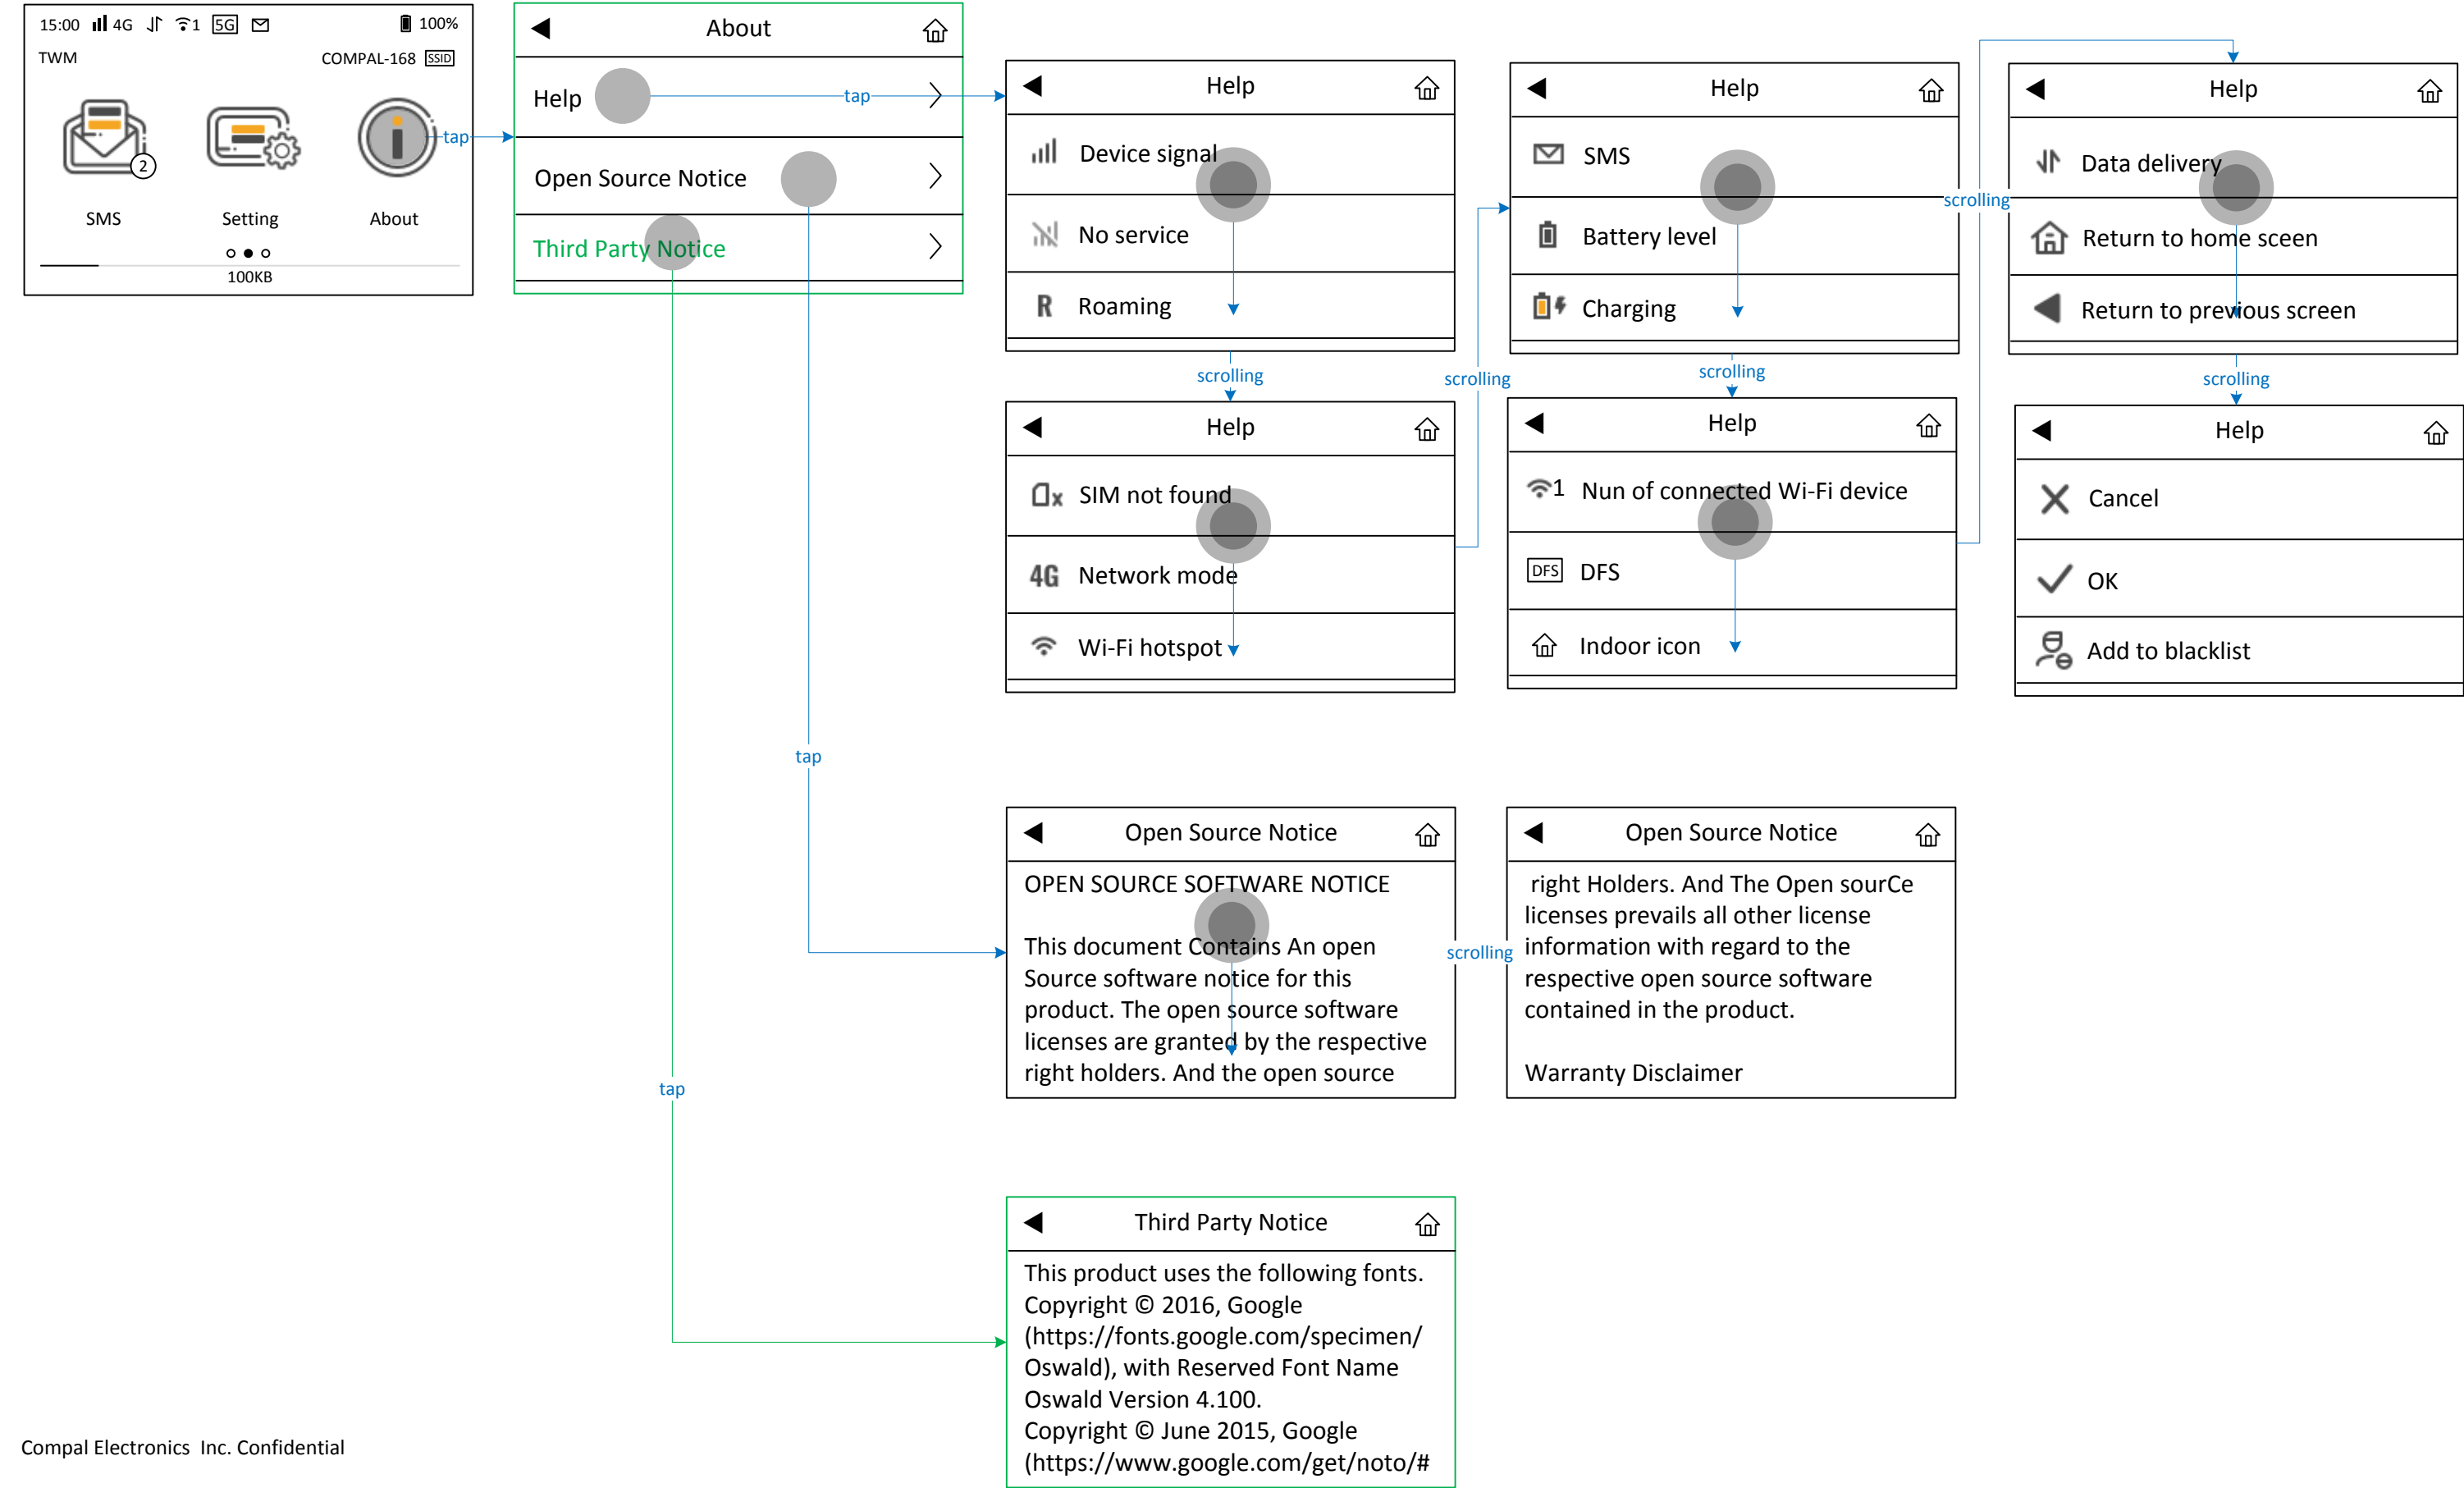 15:00 4G 1 5G 100%
TWM COMPAL-168 SSID
2
SMS Setting About
100KB
tap
About
Help
tap
Open Source Notice
Third Party Notice
Help
Device signal
No service
Roaming
scrolling
Help
SIM not found
4G Network mode
Wi-Fi hotspot
scrolling
Help
SMS
Battery level
Charging
scrolling
Help
1 Nun of connected Wi-Fi device
DFS DFS
Indoor icon
scrolling
Help
Data delivery
Return to home sceen
Return to previous screen
scrolling
Help
Cancel
OK
Add to blacklist
tap
Open Source Notice
OPEN SOURCE SOFTWARE NOTICE
This document Contains An open
Source software notice for this
product. The open source software
licenses are granted by the respective
right holders. And the open source
scrolling
Open Source Notice
right Holders. And The Open sourCe
licenses prevails all other license
information with regard to the
respective open source software
contained in the product.
Warranty Disclaimer
tap
Third Party Notice
This product uses the following fonts.
Copyright © 2016, Google
(https://fonts.google.com/specimen/
Oswald), with Reserved Font Name
Oswald Version 4.100.
Copyright © June 2015, Google
(https://www.google.com/get/noto/#
Compal Electronics Inc. Confidential